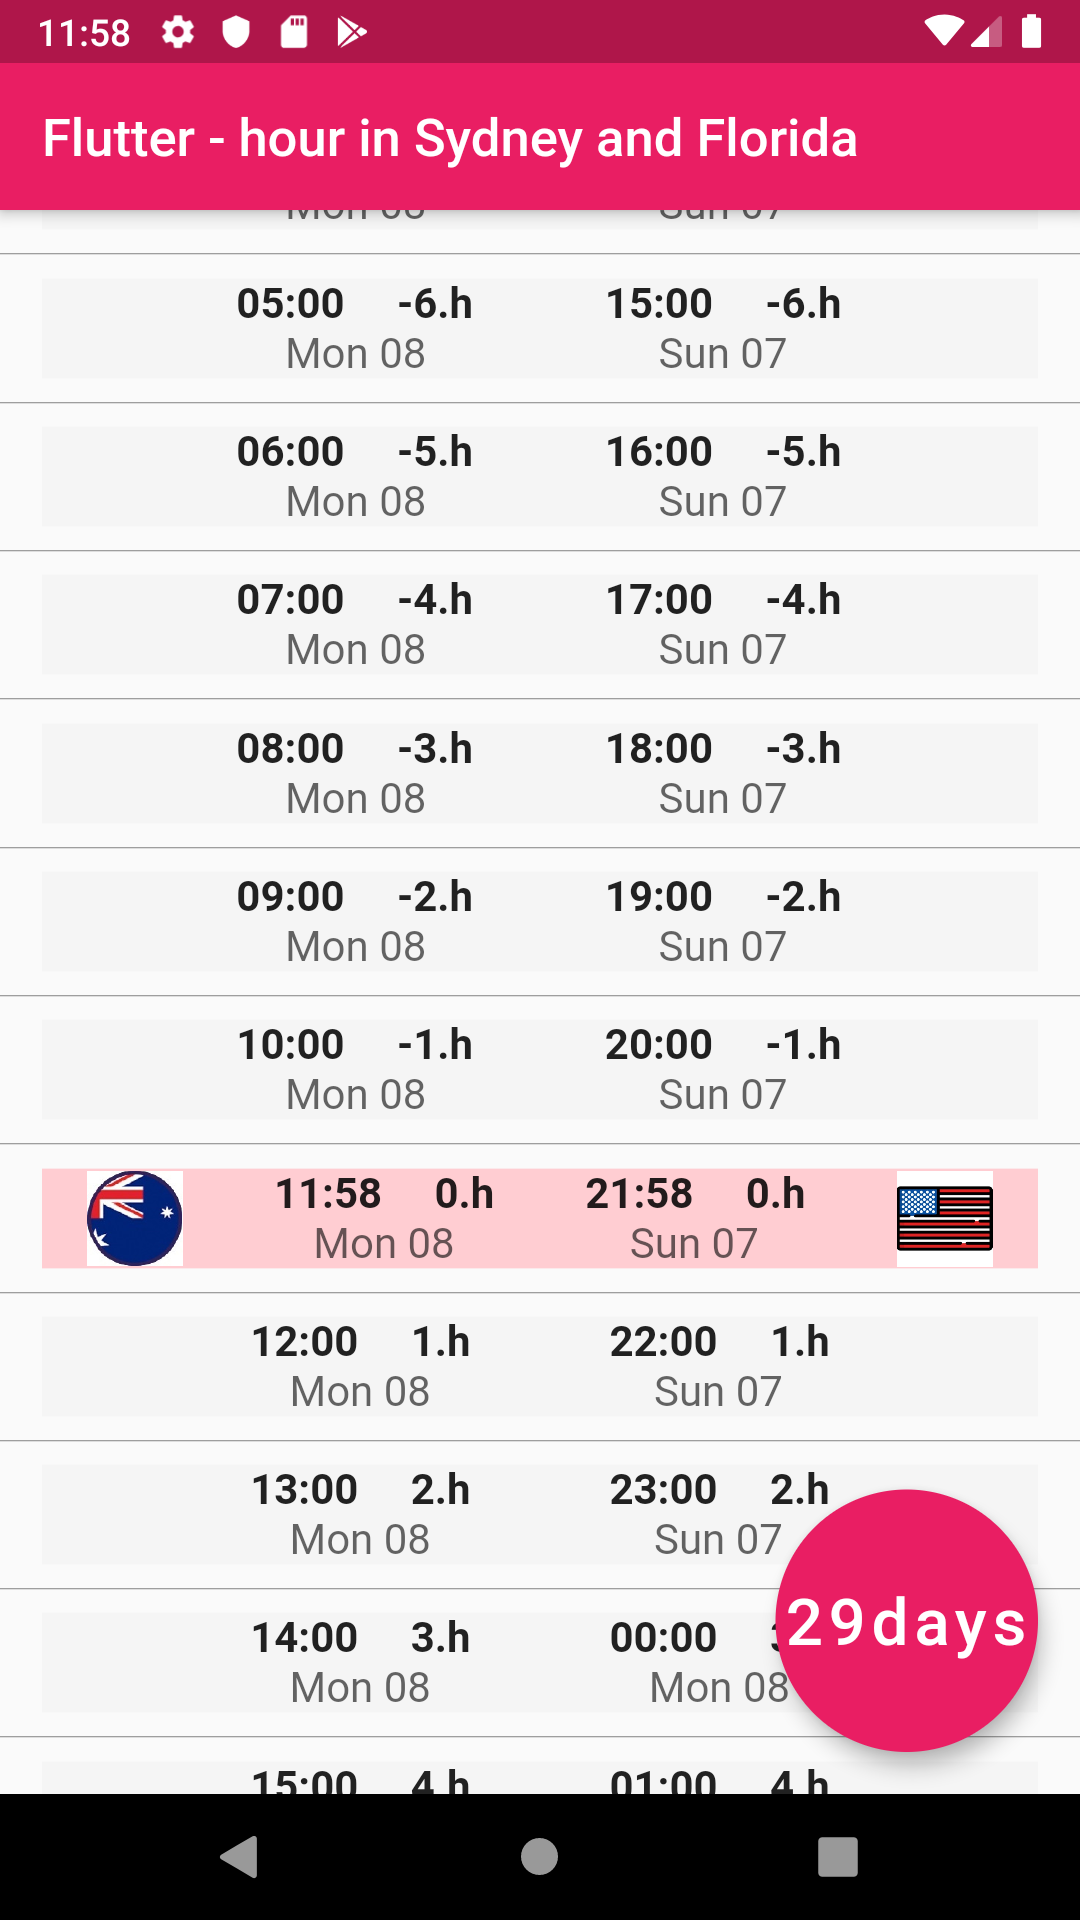 11:58
Flutter - hour in Sydney and Florida
Mon 08 Sun 07
05:00 -6.h 15:00 -6.h
Mon 08 Sun 07
06:00 -5.h 16:00 -5.h
Mon 08 Sun 07
07:00 -4.h 17:00 -4.h
Mon 08 Sun 07
08:00 -3.h 18:00 -3.h
Mon 08 Sun 07
09:00 -2.h 19:00 -2.h
Mon 08 Sun 07
10:00 -1.h 20:00 -1.h
Mon 08 Sun 07
11:58 0.h 21:58 0.h
Mon 08 Sun 07
12:00 1.h 22:00 1.h
Mon 08 Sun 07
13:00 2.h 23:00 2.h
Mon 08 Sun 07
14:00 3.h 00:00
Mon 08 Mon 08
29days
15:00 4.h 01:00 4.h